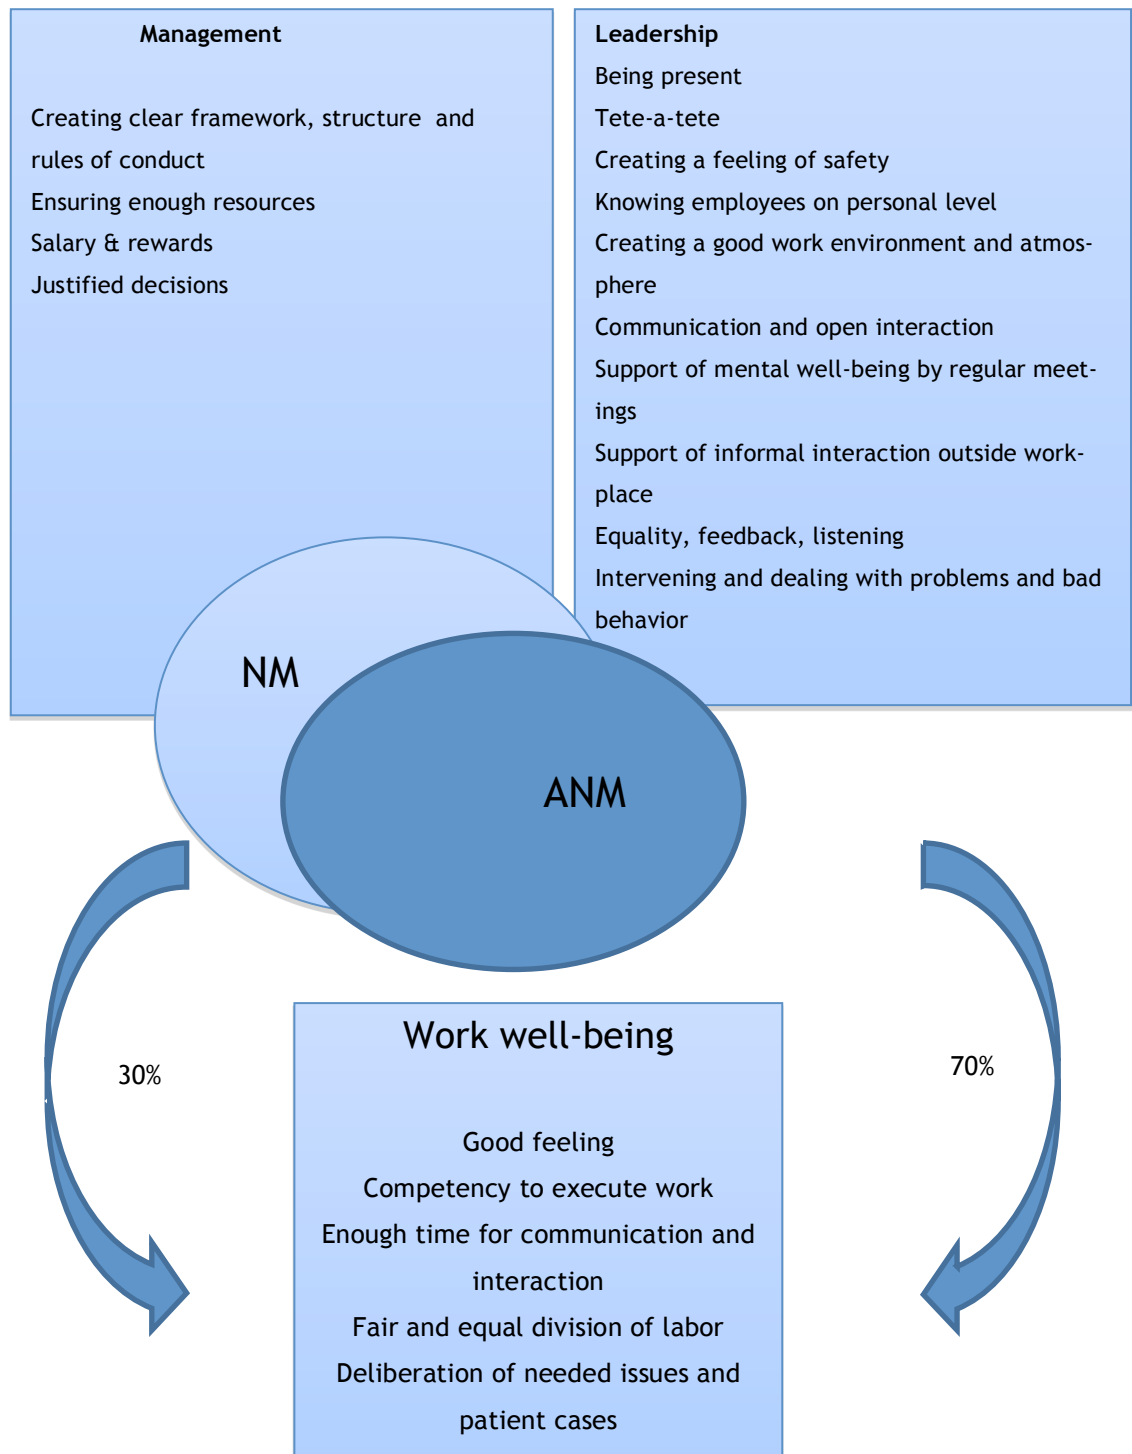 Management
Creating clear framework, structure and
rules of conduct
Ensuring enough resources
Salary & rewards
Justified decisions
Leadership
Being present
Tete-a-tete
Creating a feeling of safety
Knowing employees on personal level
Creating a good work environment and atmos-
phere
Communication and open interaction
Support of mental well-being by regular meet-
ings
Support of informal interaction outside work-
place
Equality, feedback, listening
Intervening and dealing with problems and bad
behavior
NM
ANM
30%
70%
Work well-being
Good feeling
Competency to execute work
Enough time for communication and
interaction
Fair and equal division of labor
Deliberation of needed issues and
patient cases